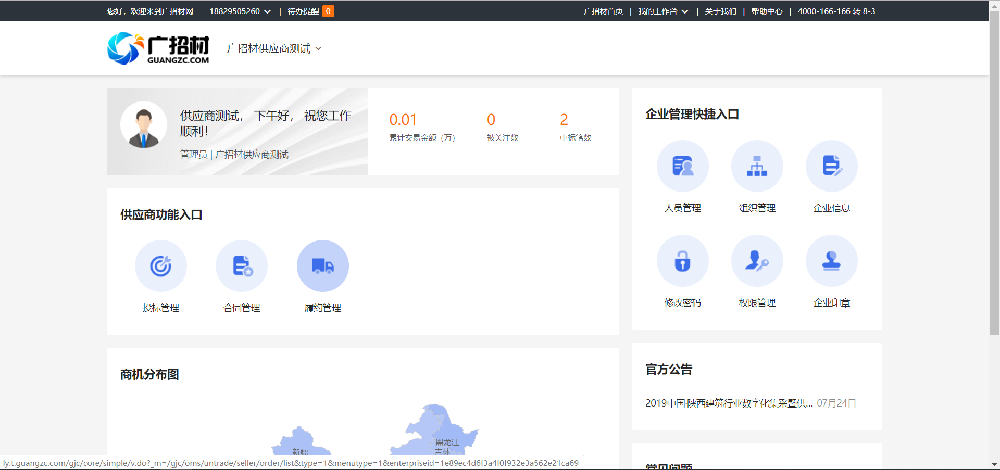 您好，欢迎来到广招材网 18829505260 | 待办提醒 0
广招材首页 | 我的工作台 | 关于我们 | 帮助中心 | 4000-166-166 转 8-3
广招材
GUANGZC.COM
广招材供应商测试
供应商测试， 下午好， 祝您工作
顺利！
管理员 | 广招材供应商测试
0.01
累计交易金额（万）
0
被关注数
2
中标笔数
供应商功能入口
投标管理
合同管理
履约管理
商机分布图
新疆
黑龙江
吉林
企业管理快捷入口
人员管理
组织管理
企业信息
修改密码
权限管理
企业印章
官方公告
2019中国·陕西建筑行业数字化集采暨供... 07月24日
常见问题
ly.t.guangzc.com/gjc/core/simple/v.do?_m=/gjc/oms/untrade/seller/order/list&type=1&menutype=1&enterpriseid=1e89ec4d6f3a4f0f932e3a562e21ca69